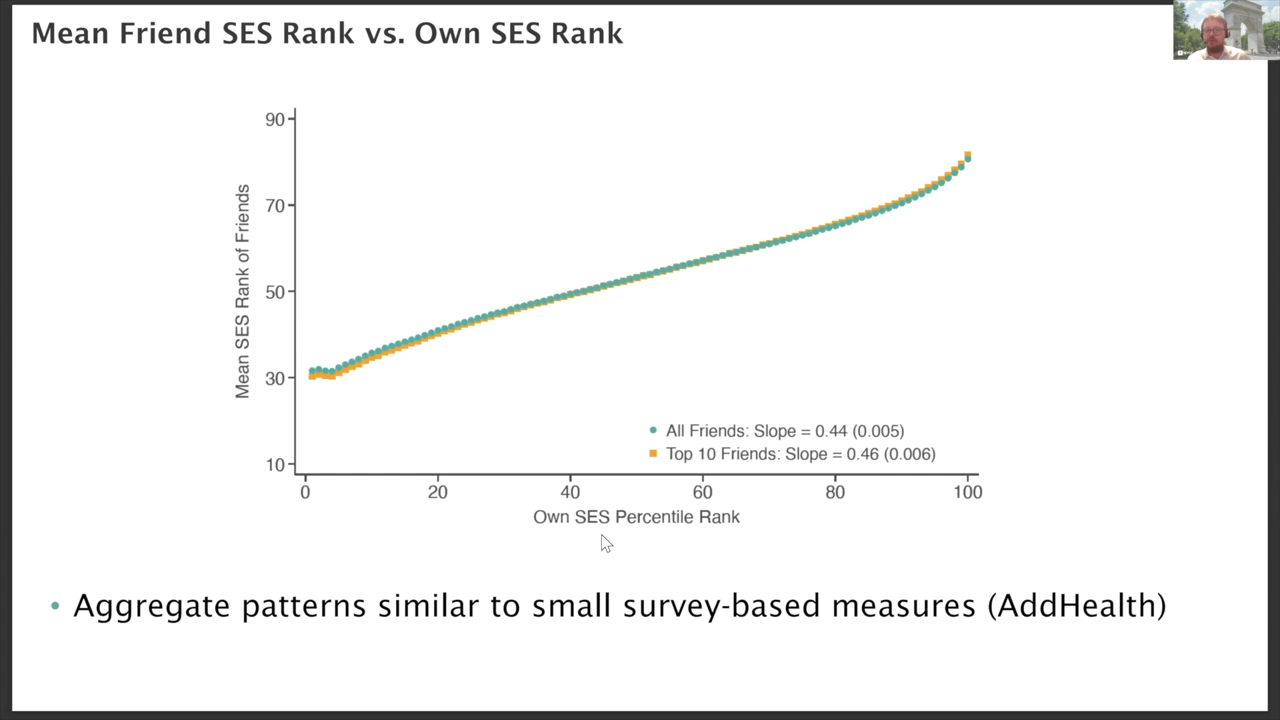 Mean Friend SES Rank vs. Own SES Rank
Mean SES Rank of Friends
90
70
50
30
10
All Friends: Slope = 0.44 (0.005)
Top 10 Friends: Slope = 0.46 (0.006)
0 20 40 60 80 100
Own SES Percentile Rank
• Aggregate patterns similar to small survey-based measures (AddHealth)